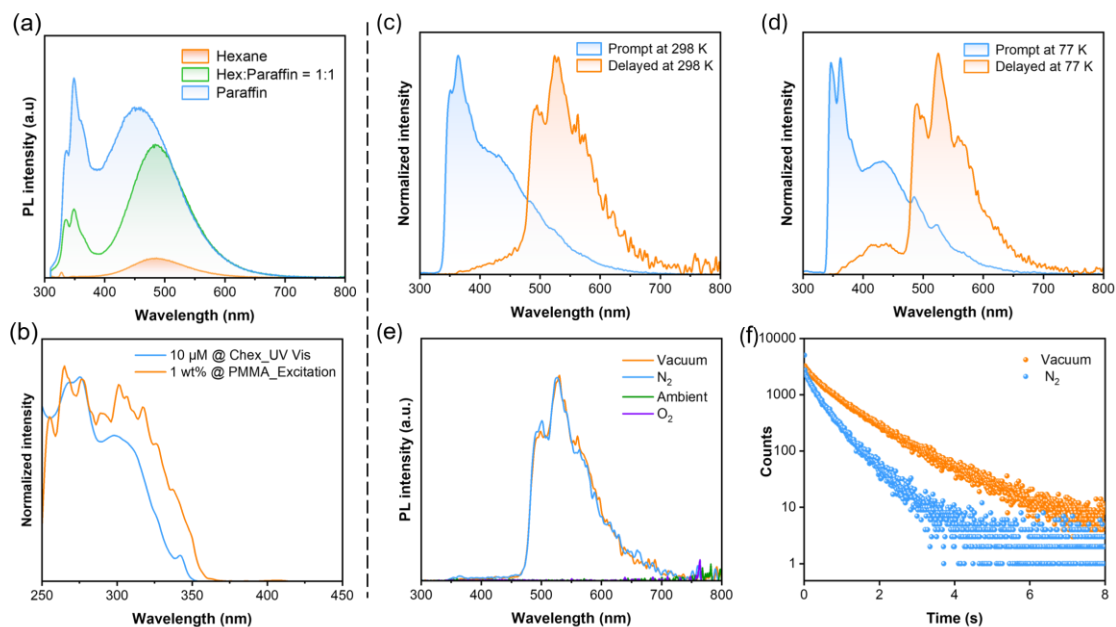 (a)
Hexane
Hex:Paraffin = 1:1
Paraffin
PL intensity (a.u)
300 400 500 600 700 800
Wavelength (nm)
(c)
Prompt at 298 K
Delayed at 298 K
Normalized intensity
300 400 500 600 700 800
Wavelength (nm)
(d)
Prompt at 77 K
Delayed at 77 K
Normalized intensity
300 400 500 600 700 800
Wavelength (nm)
(b)
10 µM @ Chex_UV Vis
1 wt% @ PMMA_Excitation
Normalized intensity
250 300 350 400 450
Wavelength (nm)
(e)
Vacuum
N₂
Ambient
O₂
PL intensity (a.u.)
300 400 500 600 700 800
Wavelength (nm)
(f)
Vacuum
N₂
Counts
10000
1000
100
10
1
0 2 4 6 8
Time (s)